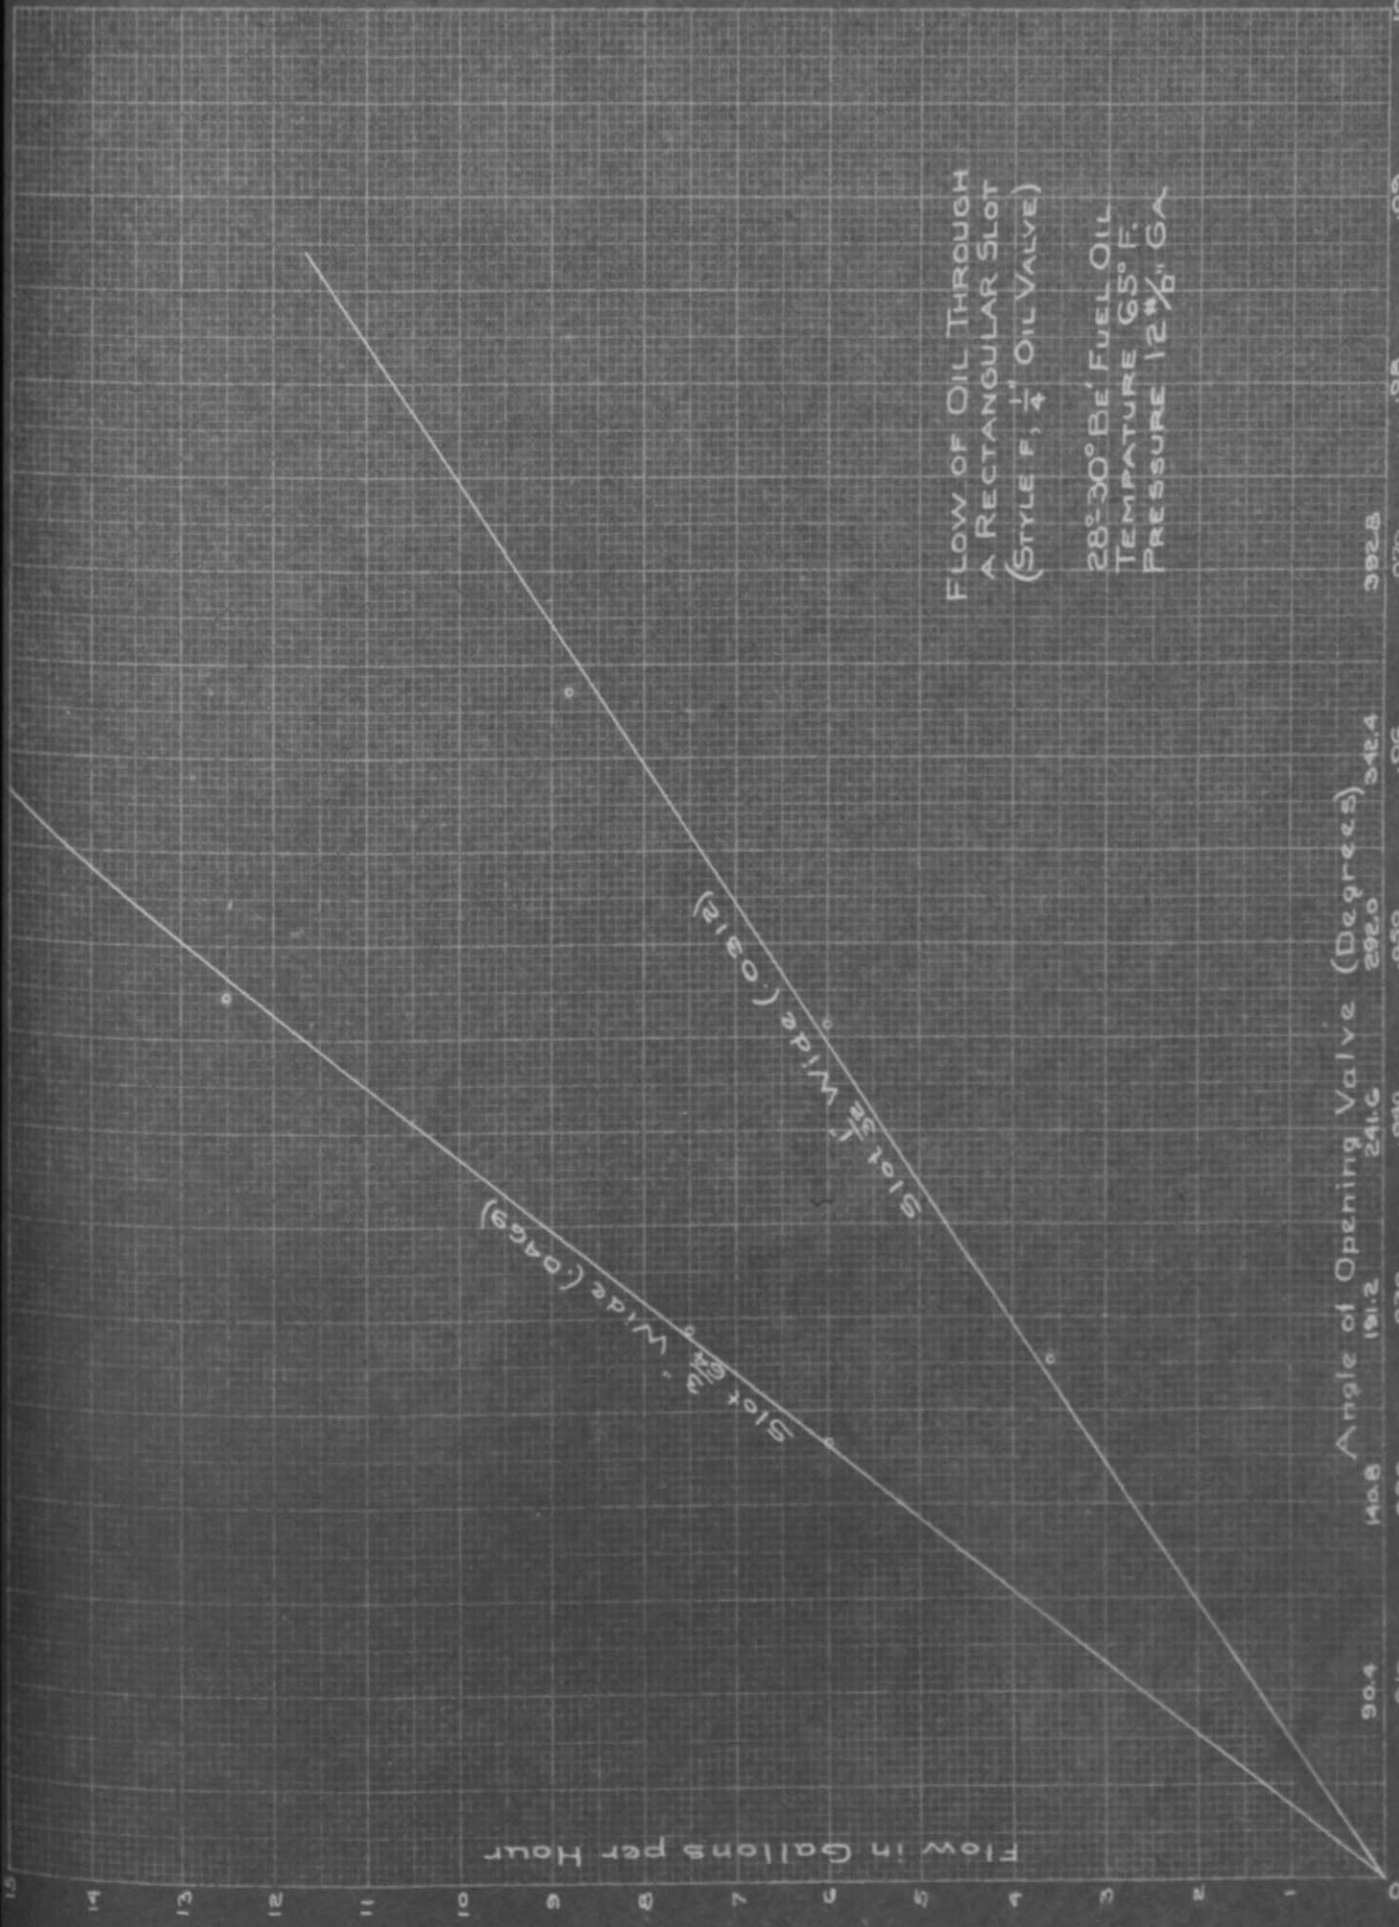 15
14
13
12
11
10
9
8
7
6
5
4
3
2
1
0
Flow in Gallons per Hour
Slot 3/64" Wide (.0469)
Slot 1/32" Wide (.0312)
FLOW OF OIL THROUGH
A RECTANGULAR SLOT
(STYLE F, 1/4" OIL VALVE)
28°-30° BE' FUEL OIL
TEMPATURE 65° F.
PRESSURE 12 #/□" GA
Angle of Opening Valve (Degrees)
90.4 140.8 191.2 241.6 292.0 342.4 392.8